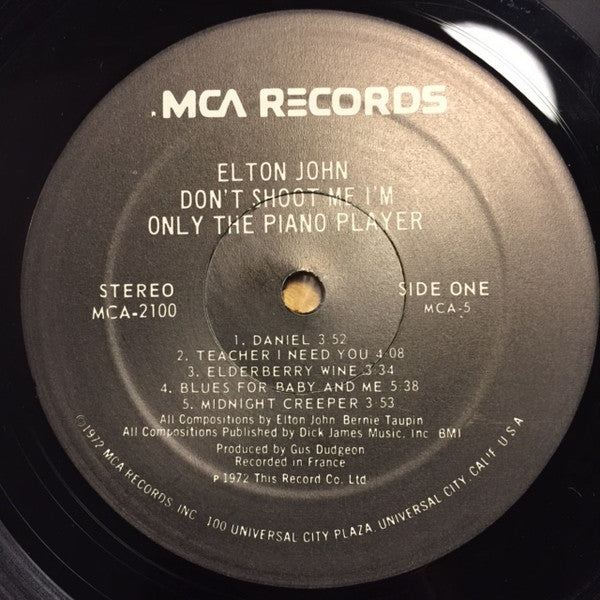 MCA RECORDS
ELTON JOHN
DON'T SHOOT ME I'M
ONLY THE PIANO PLAYER
STEREO
MCA-2100
SIDE ONE
MCA-5
1. DANIEL 3:52
2. TEACHER I NEED YOU 4:08
3. ELDERBERRY WINE 3:34
4. BLUES FOR BABY AND ME 5:38
5. MIDNIGHT CREEPER 3:53
All Compositions by Elton John Bernie Taupin
All Compositions Published by Dick James Music, Inc. BMI
Produced by Gus Dudgeon
Recorded in France
℗ 1972 This Record Co. Ltd.
©1972 MCA RECORDS, INC. 100 UNIVERSAL CITY PLAZA, UNIVERSAL CITY, CALIF. U.S.A.